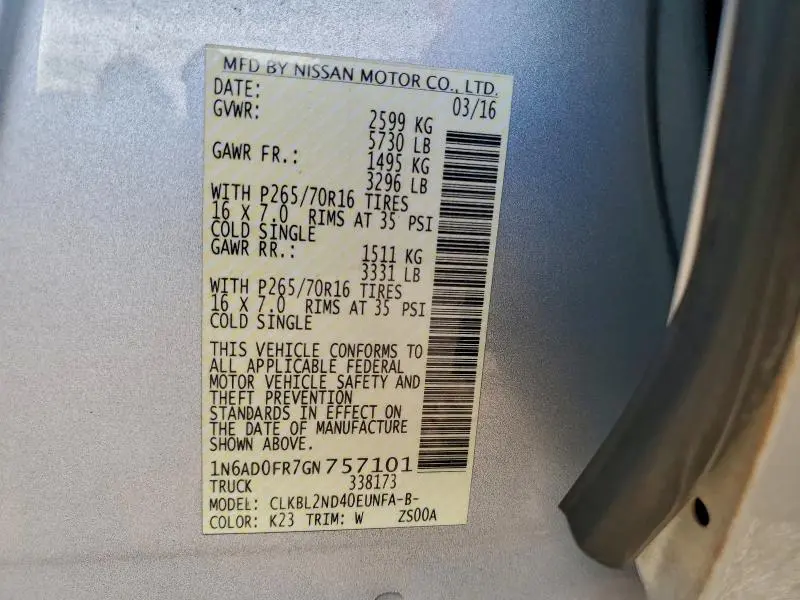 MFD BY NISSAN MOTOR CO., LTD.
DATE: 03/16
GVWR: 2599 KG
5730 LB
GAWR FR.: 1495 KG
3296 LB
WITH P265/70R16 TIRES
16 X 7.0 RIMS AT 35 PSI
COLD SINGLE
GAWR RR.: 1511 KG
3331 LB
WITH P265/70R16 TIRES
16 X 7.0 RIMS AT 35 PSI
COLD SINGLE
THIS VEHICLE CONFORMS TO
ALL APPLICABLE FEDERAL
MOTOR VEHICLE SAFETY AND
THEFT PREVENTION
STANDARDS IN EFFECT ON
THE DATE OF MANUFACTURE
SHOWN ABOVE.
1N6AD0FR7GN757101
TRUCK 338173
MODEL: CLKBL2ND40EUNFA-B-
COLOR: K23 TRIM: W ZS00A